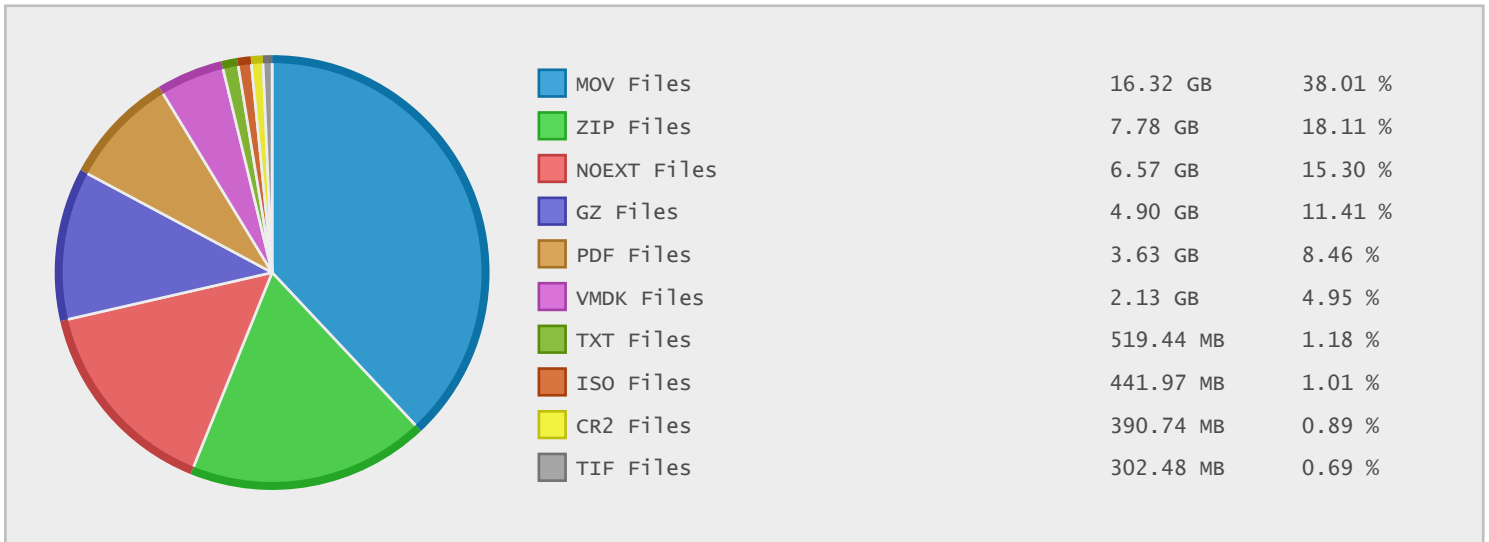 MOV Files 16.32 GB 38.01 %
ZIP Files 7.78 GB 18.11 %
NOEXT Files 6.57 GB 15.30 %
GZ Files 4.90 GB 11.41 %
PDF Files 3.63 GB 8.46 %
VMDK Files 2.13 GB 4.95 %
TXT Files 519.44 MB 1.18 %
ISO Files 441.97 MB 1.01 %
CR2 Files 390.74 MB 0.89 %
TIF Files 302.48 MB 0.69 %